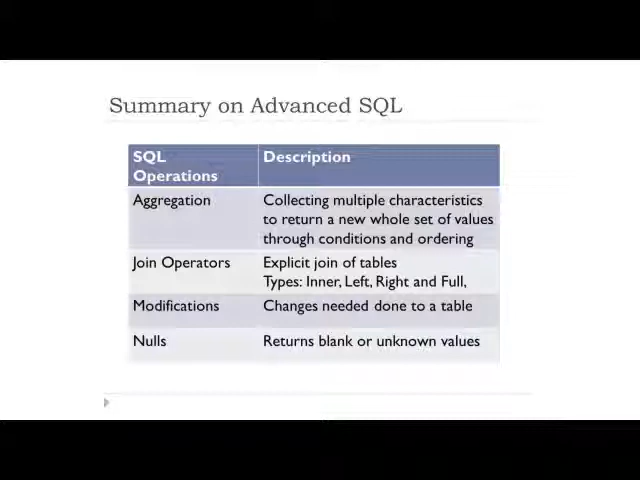 Summary on Advanced SQL
SQL
Operations
Description
Aggregation
Collecting multiple characteristics
to return a new whole set of values
through conditions and ordering
Join Operators
Explicit join of tables
Types: Inner, Left, Right and Full,
Modifications
Changes needed done to a table
Nulls
Returns blank or unknown values